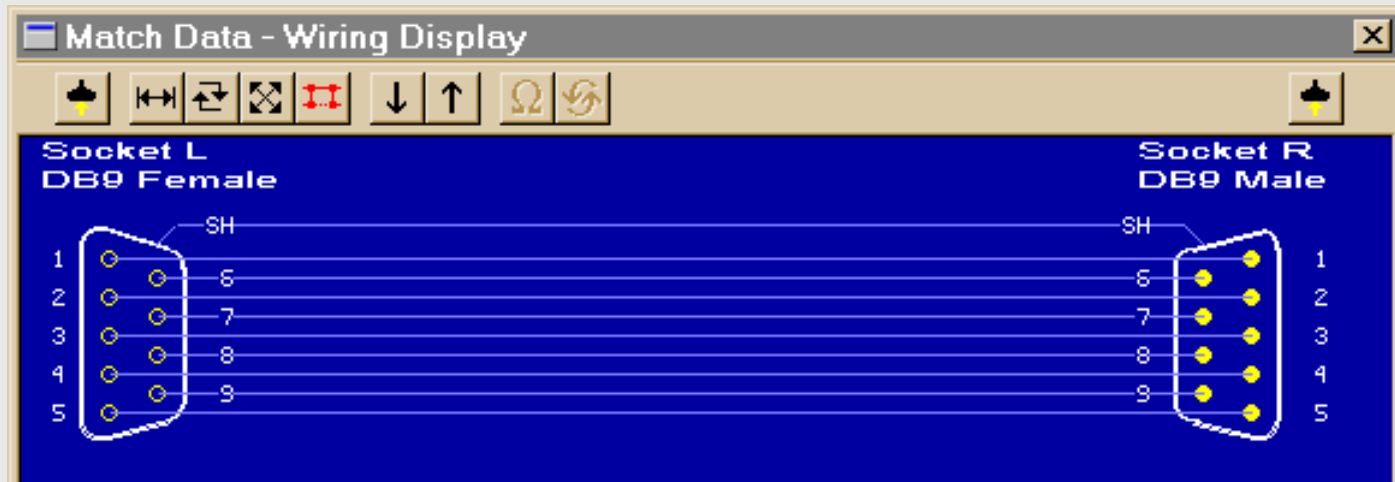 Match Data - Wiring Display
Ω
Socket L
DB9 Female
Socket R
DB9 Male
SH SH
1 1
6 6
2 2
7 7
3 3
8 8
4 4
9 9
5 5